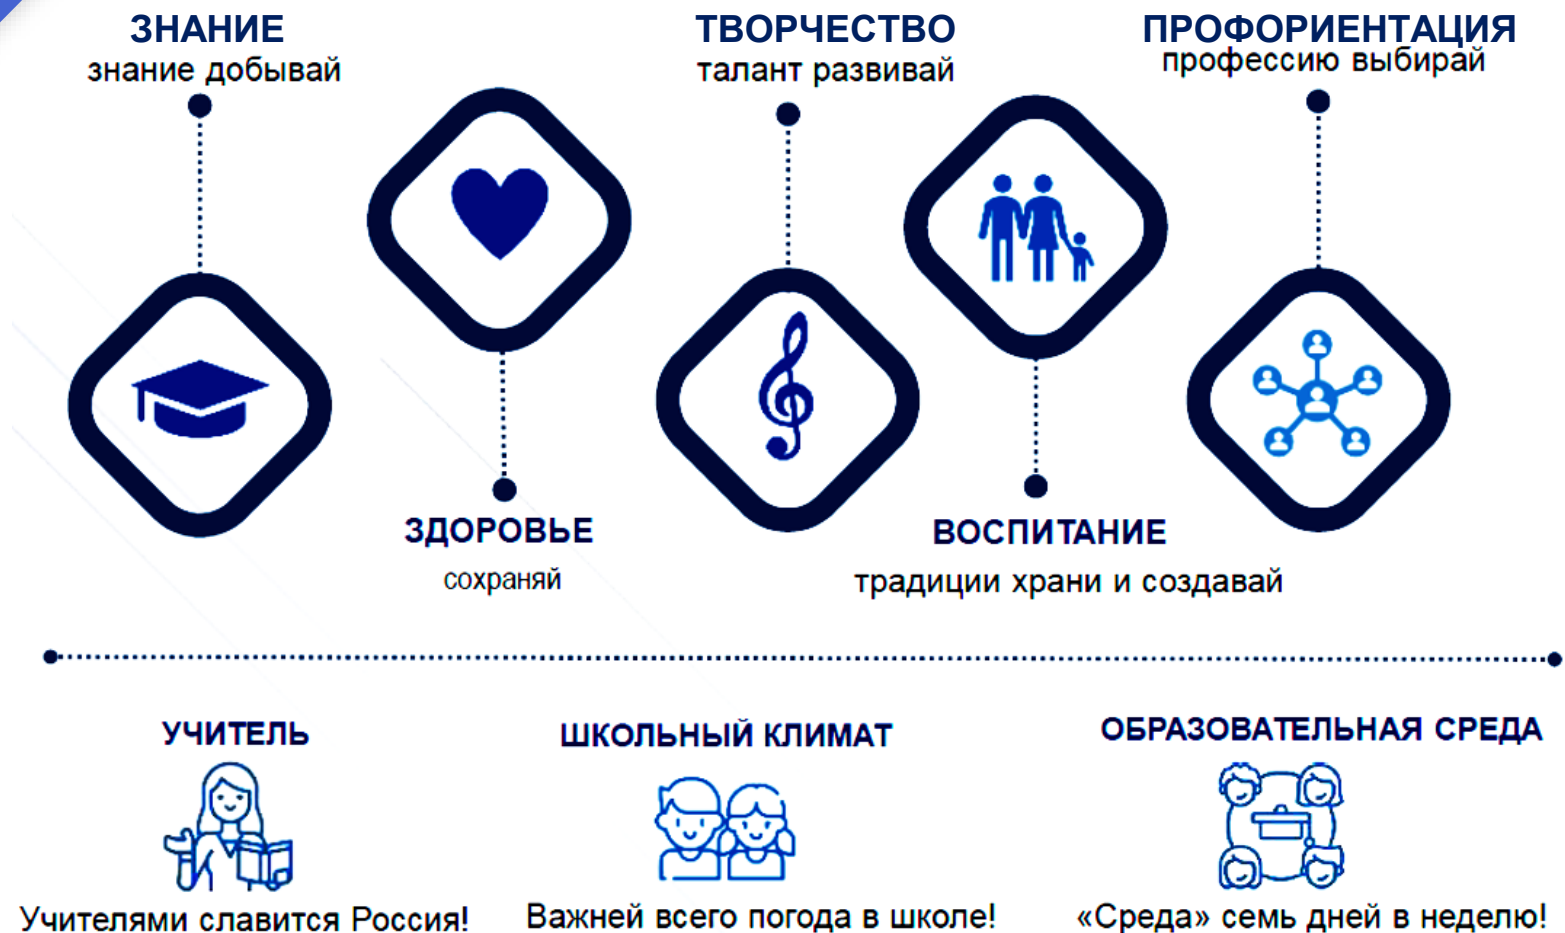 ЗНАНИЕ
знание добывай
ТВОРЧЕСТВО
талант развивай
ПРОФОРИЕНТАЦИЯ
профессию выбирай
ЗДОРОВЬЕ
сохраняй
ВОСПИТАНИЕ
традиции храни и создавай
УЧИТЕЛЬ
Учителями славится Россия!
ШКОЛЬНЫЙ КЛИМАТ
Важней всего погода в школе!
ОБРАЗОВАТЕЛЬНАЯ СРЕДА
«Среда» семь дней в неделю!